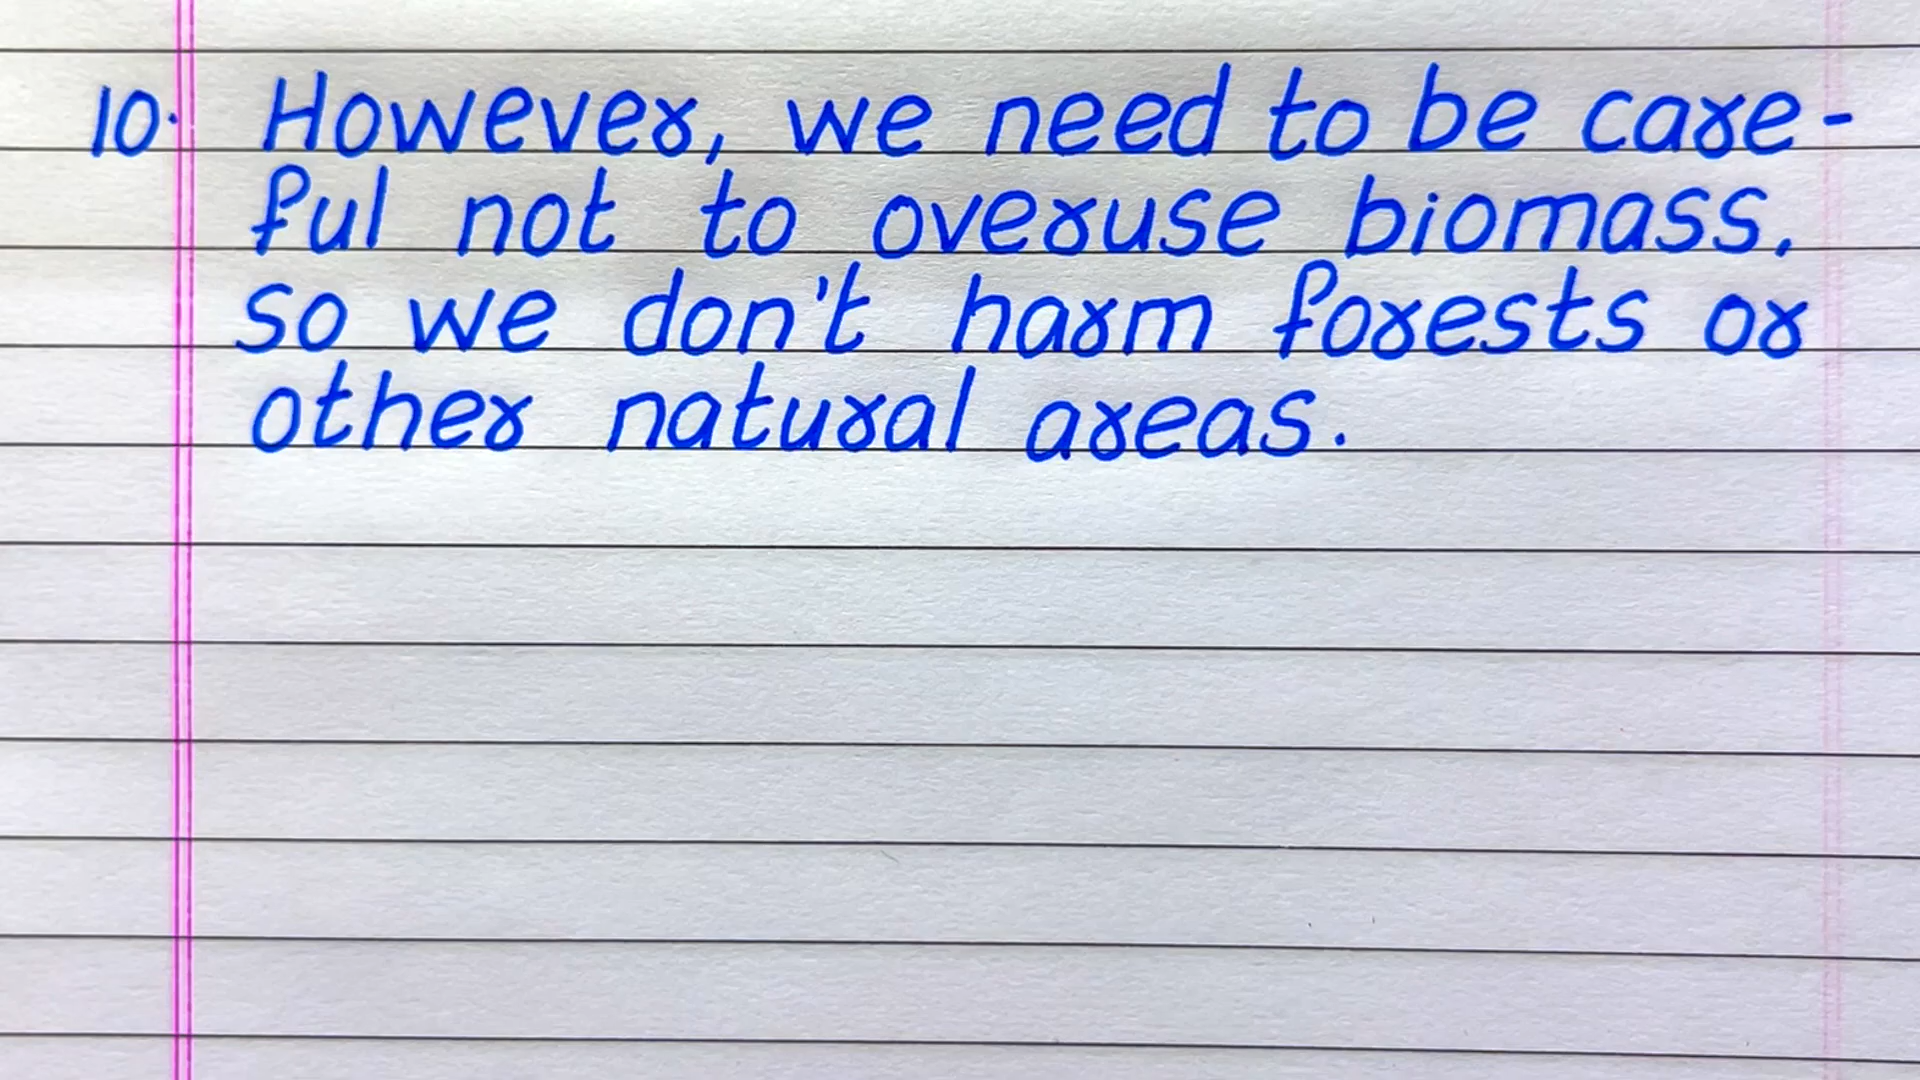 10. However, we need to be care-
ful not to overuse biomass,
so we don't harm forests or
other natural areas.